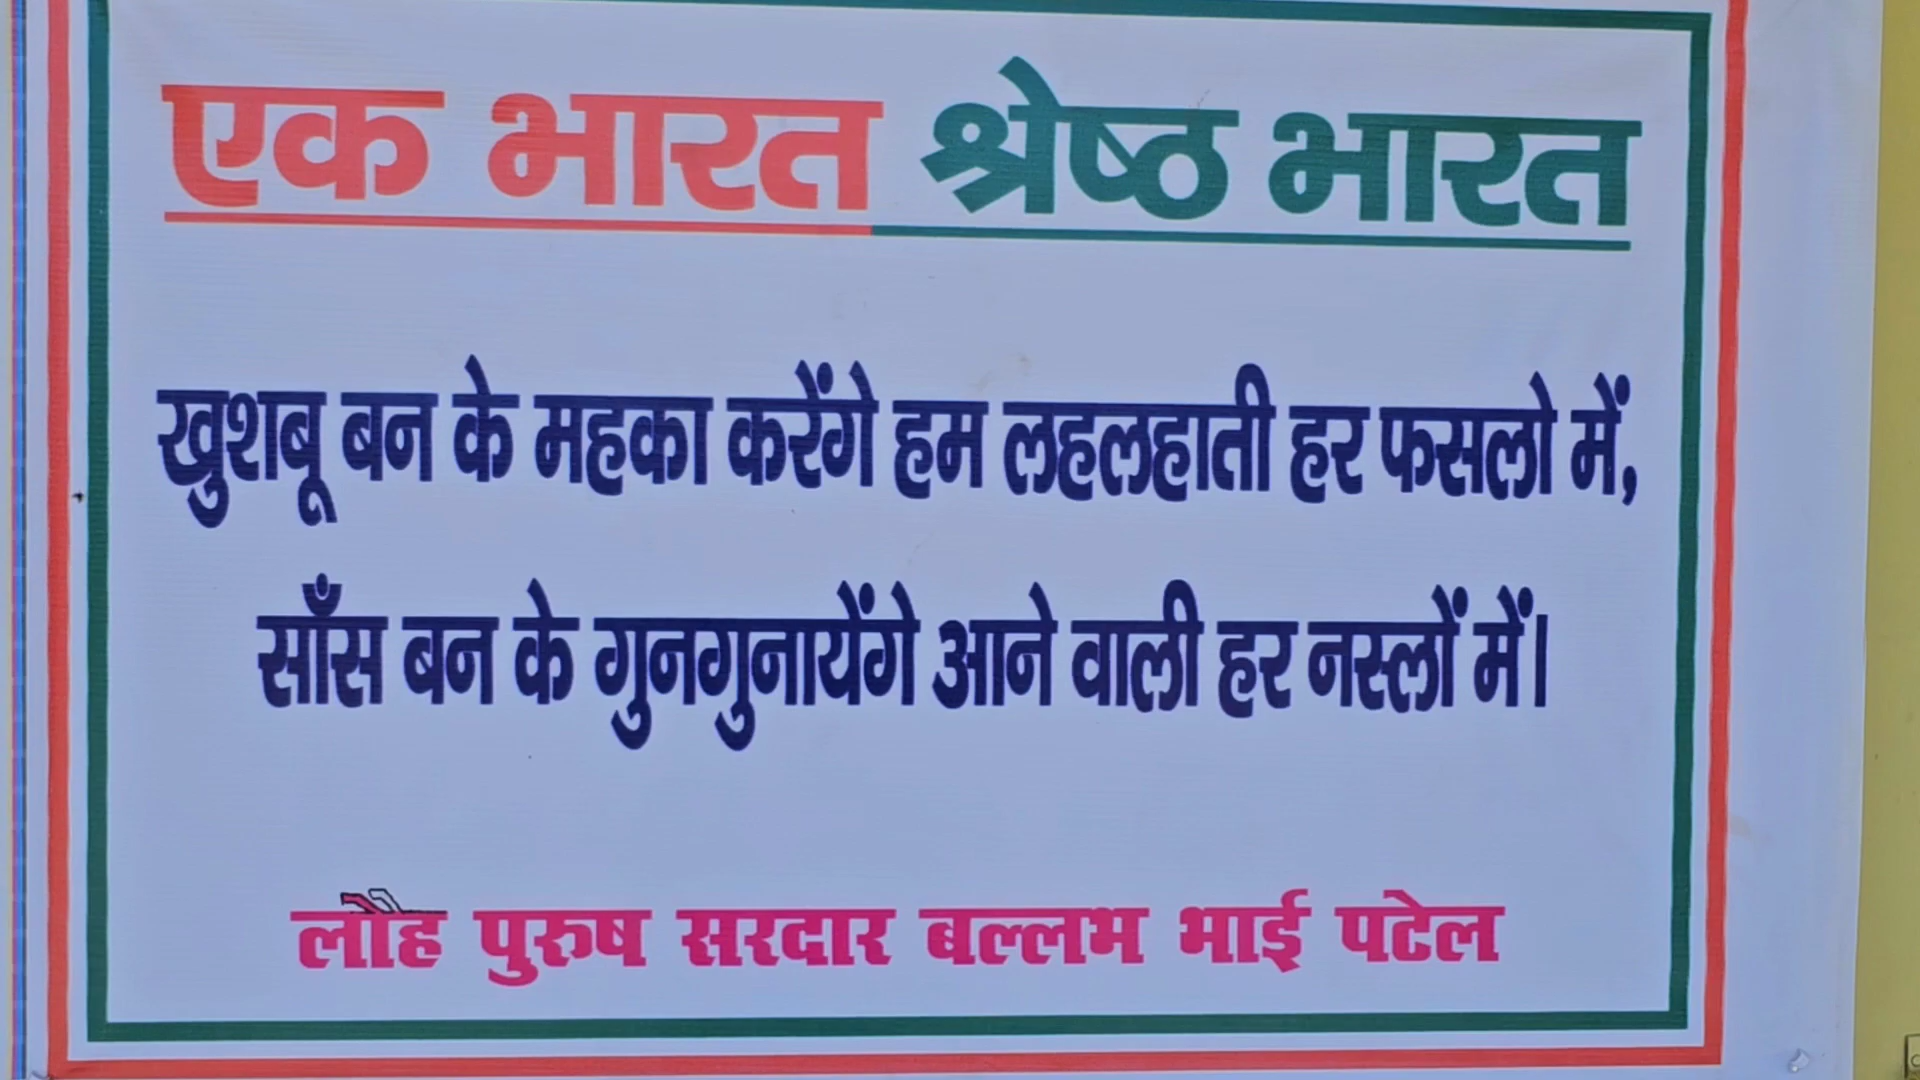 एक भारत श्रेष्ठ भारत
खुशबू बन के महका करेंगे हम लहलहाती हर फसलो में,
साँस बन के गुनगुनायेंगे आने वाली हर नस्लों में।
लौह पुरुष सरदार बल्लभ भाई पटेल